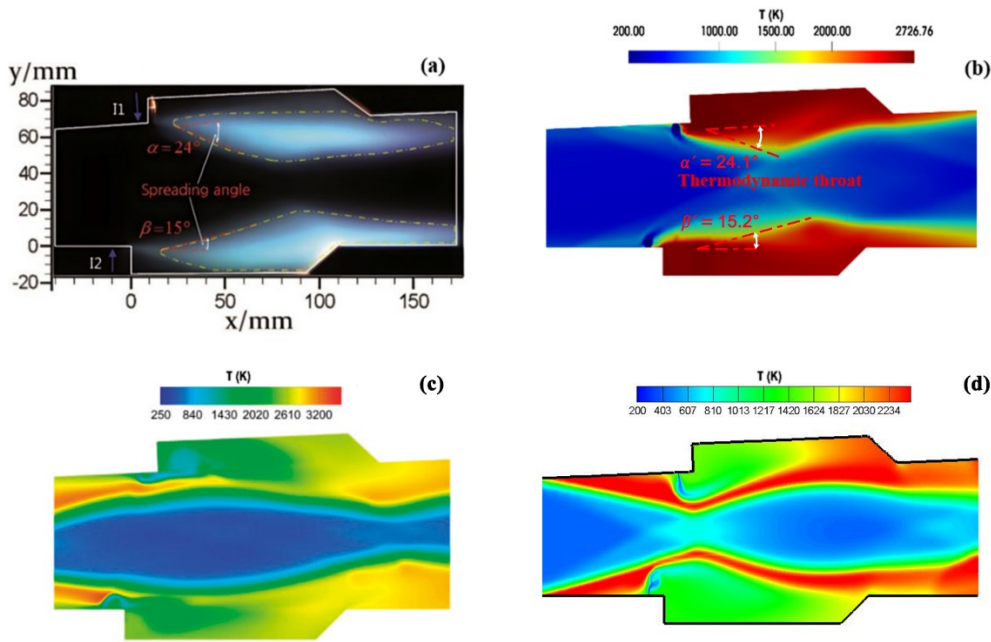 (a)
y/mm
80
60
40
20
0
-20
I1
α=24°
Spreading angle
β=15°
I2
0 50 100 150
x/mm
T (K)
200.00 1000.00 1500.00 2000.00 2726.76
(b)
α´= 24.1°
Thermodynamic throat
β´= 15.2°
T (K)
250 840 1430 2020 2610 3200
(c)
T (K)
200 403 607 810 1013 1217 1420 1624 1827 2030 2234
(d)